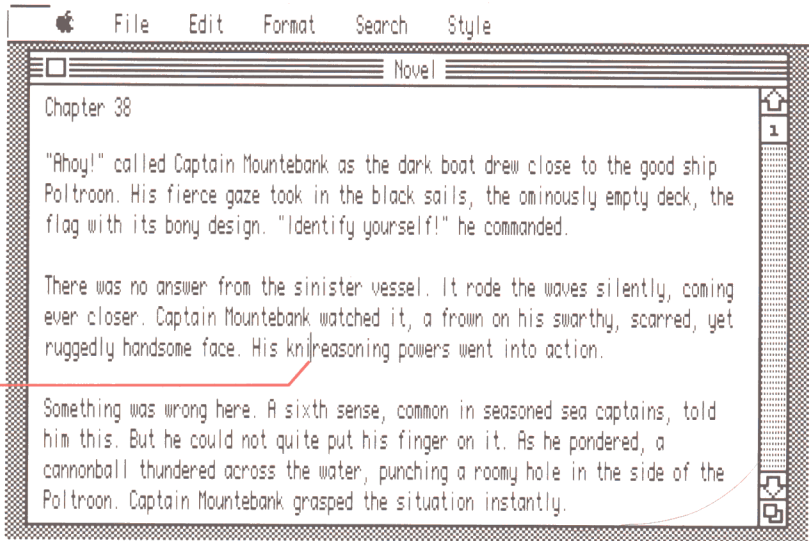 File Edit Format Search Style
Novel
Chapter 38
"Ahoy!" called Captain Mountebank as the dark boat drew close to the good ship
Poltroon. His fierce gaze took in the black sails, the ominously empty deck, the
flag with its bony design. "Identify yourself!" he commanded.
There was no answer from the sinister vessel. It rode the waves silently, coming
ever closer. Captain Mountebank watched it, a frown on his swarthy, scarred, yet
ruggedly handsome face. His knireasoning powers went into action.
Something was wrong here. A sixth sense, common in seasoned sea captains, told
him this. But he could not quite put his finger on it. As he pondered, a
cannonball thundered across the water, punching a roomy hole in the side of the
Poltroon. Captain Mountebank grasped the situation instantly.
1